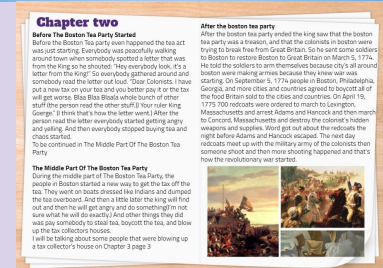 Chapter two
Before The Boston Tea Party Started
Before the Boston Tea party even happened the tea act
was just starting. Everybody was peacefully walking
around town when somebody spotted a letter that was
from the King so he shouted: "Hey everybody look, it's a
letter from the King!" So everybody gathered around and
somebody read the letter out loud. "Dear Colonists, I have
put a new tax on your tea and you better pay it or the tax
will get worse. Blaa Blaa Blaala whole bunch of other
stuff (the person read the other stuff.)) Your ruler King
Goerge." (I think that's how the letter went.) After the
person read the letter everybody started getting angry
and yelling. And then everybody stopped buying tea and
chaos started.
To be continued in The Middle Part Of The Boston Tea
Party
The Middle Part Of The Boston Tea Party
During the middle part of The Boston Tea Party, the
people in Boston started a new way to get the tax off the
tea. They went on boats dressed like Indians and dumped
the tea overboard. And then a little later the king will find
out and then he will get angry and do something(I'm not
sure what he will do exactly.) And other things they did
was pay somebody to steal tea, boycott the tea, and blow
up the tax collectors houses.
I will be talking about some people that were blowing up
a tax collector's house on Chapter 3 page 3
After the boston tea party
After the boston tea party ended the king saw that the boston
tea party was a treason, and that the colonists in boston were
trying to break free from Great Britain. So he sent some soldiers
to Boston to restore Boston to Great Britain on March 5, 1774.
He told the soldiers to arm themselves because city's all around
boston were making armies because they knew war was
starting. On September 5, 1774 people in Boston, Philadelphia,
Georgia, and more cities and countries agreed to boycott all of
the food Britain sold to the cities and countries. On April 19,
1775 700 redcoats were ordered to march to Lexington,
Massachusetts and arrest Adams and Hancock and then march
to Concord, Massachusetts and destroy the colonist's hidden
weapons and supplies. Word got out about the redcoats the
night before Adams and Hancock escaped. The next day
redcoats meet up with the military army of the colonists then
someone shoot and then more shooting happened and that's
how the revolutionary war started.